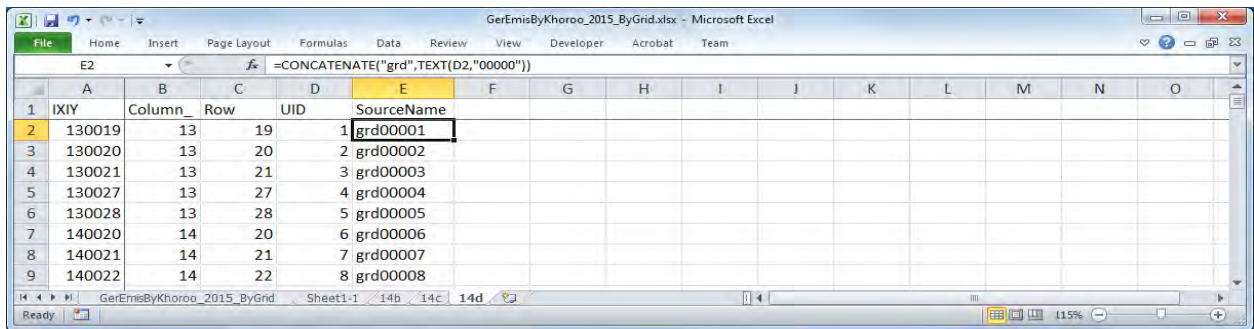 GerEmisByKhoroo_2015_ByGrid.xlsx - Microsoft Excel
File Home Insert Page Layout Formulas Data Review View Developer Acrobat Team
E2 fx =CONCATENATE("grd",TEXT(D2,"00000"))
A B C D E F G H I J K L M N O
1 IXIY Column_ Row UID SourceName
2 130019 13 19 1 grd00001
3 130020 13 20 2 grd00002
4 130021 13 21 3 grd00003
5 130027 13 27 4 grd00004
6 130028 13 28 5 grd00005
7 140020 14 20 6 grd00006
8 140021 14 21 7 grd00007
9 140022 14 22 8 grd00008
GerEmisByKhoroo_2015_ByGrid Sheet1-1 14b 14c 14d
Ready 115%